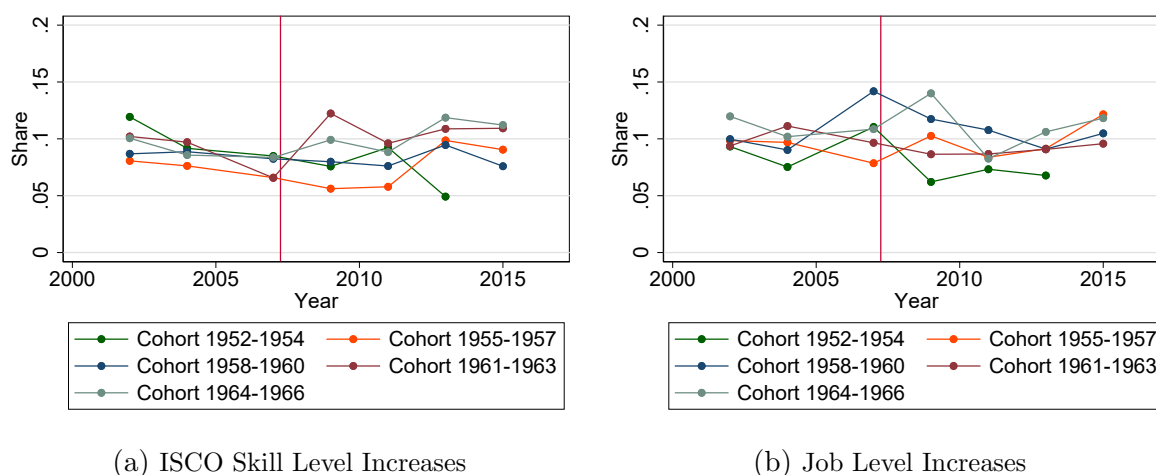 .2
.15
Share
.1
.05
0
2000 2005 2010 2015
Year
Cohort 1952-1954 Cohort 1955-1957
Cohort 1958-1960 Cohort 1961-1963
Cohort 1964-1966
(a) ISCO Skill Level Increases
.2
.15
Share
.1
.05
0
2000 2005 2010 2015
Year
Cohort 1952-1954 Cohort 1955-1957
Cohort 1958-1960 Cohort 1961-1963
Cohort 1964-1966
(b) Job Level Increases